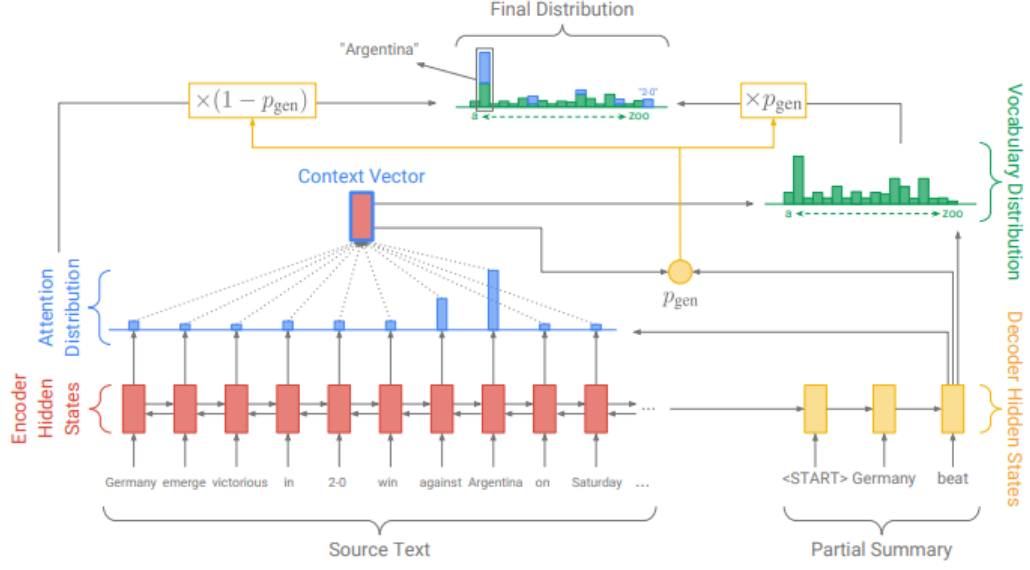 Final Distribution
"Argentina"
"2-0"
a
zoo
×(1 − p_gen)
×p_gen
Context Vector
Vocabulary Distribution
a
zoo
Attention
Distribution
p_gen
Encoder
Hidden
States
...
Decoder Hidden States
Germany emerge victorious in 2-0 win against Argentina on Saturday ...
<START> Germany beat
Source Text
Partial Summary